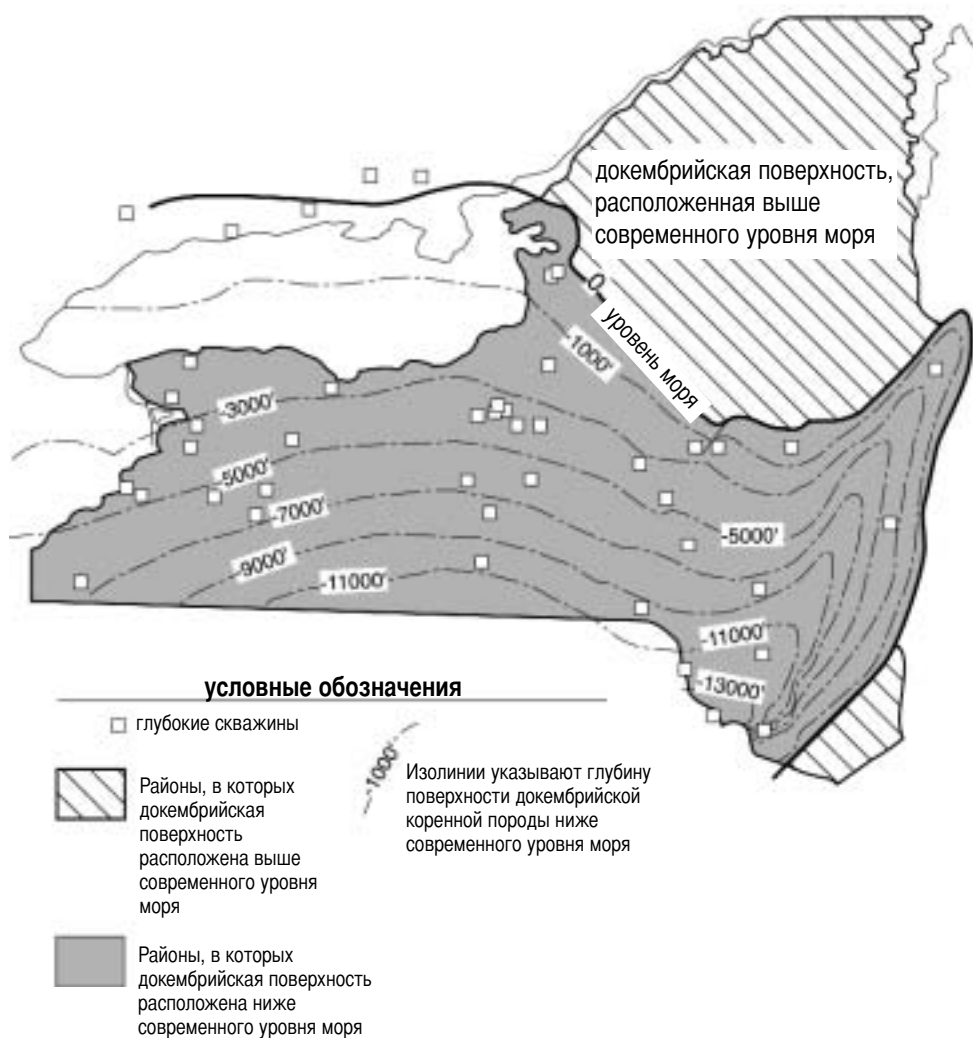 докембрийская поверхность,
расположенная выше
современного уровня моря
0
уровень моря
-1000'
-3000'
-5000'
-7000'
-5000'
-9000'
-11000'
-11000'
-13000'
условные обозначения
глубокие скважины
-1000'
Районы, в которых
докембрийская
поверхность
расположена выше
современного уровня
моря
Изолинии указывают глубину
поверхности докембрийской
коренной породы ниже
современного уровня моря
Районы, в которых
докембрийская поверхность
расположена ниже
современного уровня моря